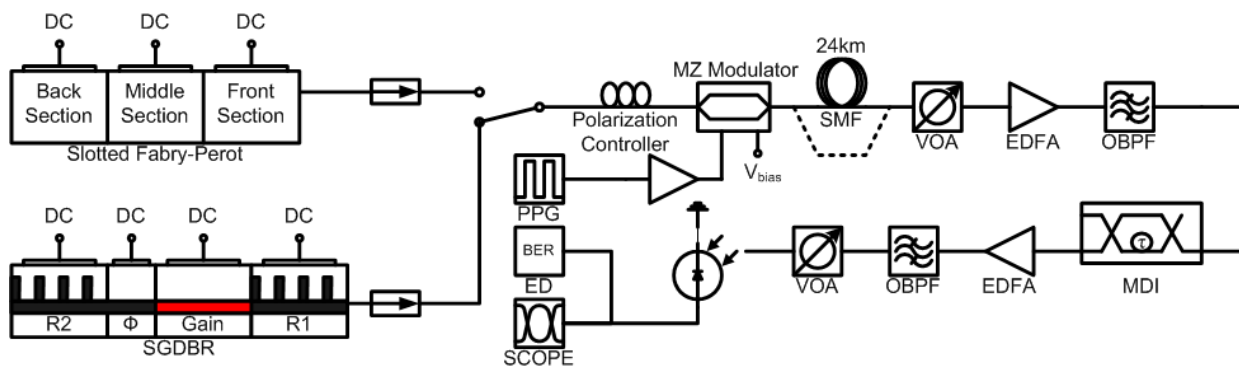 DC DC DC
Back Section
Middle Section
Front Section
Slotted Fabry-Perot
DC DC DC DC
R2 Φ Gain R1
SGDBR
Polarization
Controller
MZ Modulator
Vbias
24km
SMF
VOA
EDFA
OBPF
PPG
BER
ED
SCOPE
VOA
OBPF
EDFA
τ
MDI